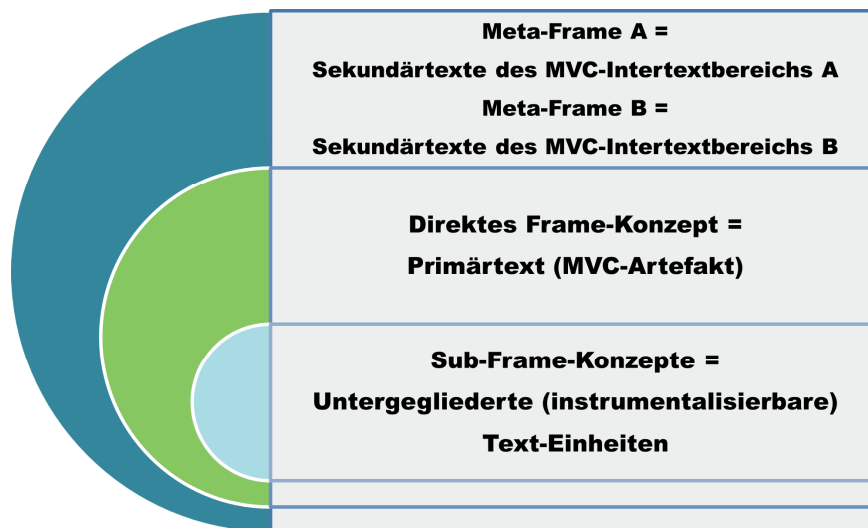 Meta-Frame A =
Sekundärtexte des MVC-Intertextbereichs A
Meta-Frame B =
Sekundärtexte des MVC-Intertextbereichs B
Direktes Frame-Konzept =
Primärtext (MVC-Artefakt)
Sub-Frame-Konzepte =
Untergegliederte (instrumentalisierbare)
Text-Einheiten